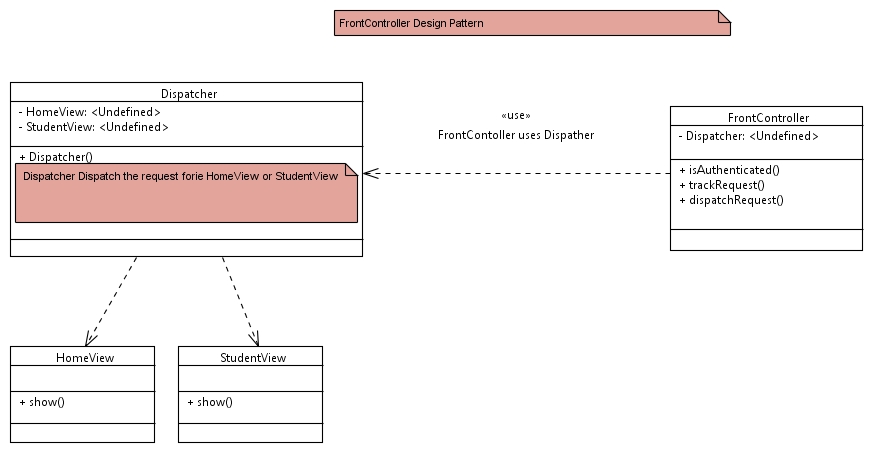 FrontController Design Pattern
Dispatcher
- HomeView: <Undefined>
- StudentView: <Undefined>
+ Dispatcher()
Dispatcher Dispatch the request forie HomeView or StudentView
«use»
FrontContoller uses Dispather
FrontController
- Dispatcher: <Undefined>
+ isAuthenticated()
+ trackRequest()
+ dispatchRequest()
HomeView
+ show()
StudentView
+ show()